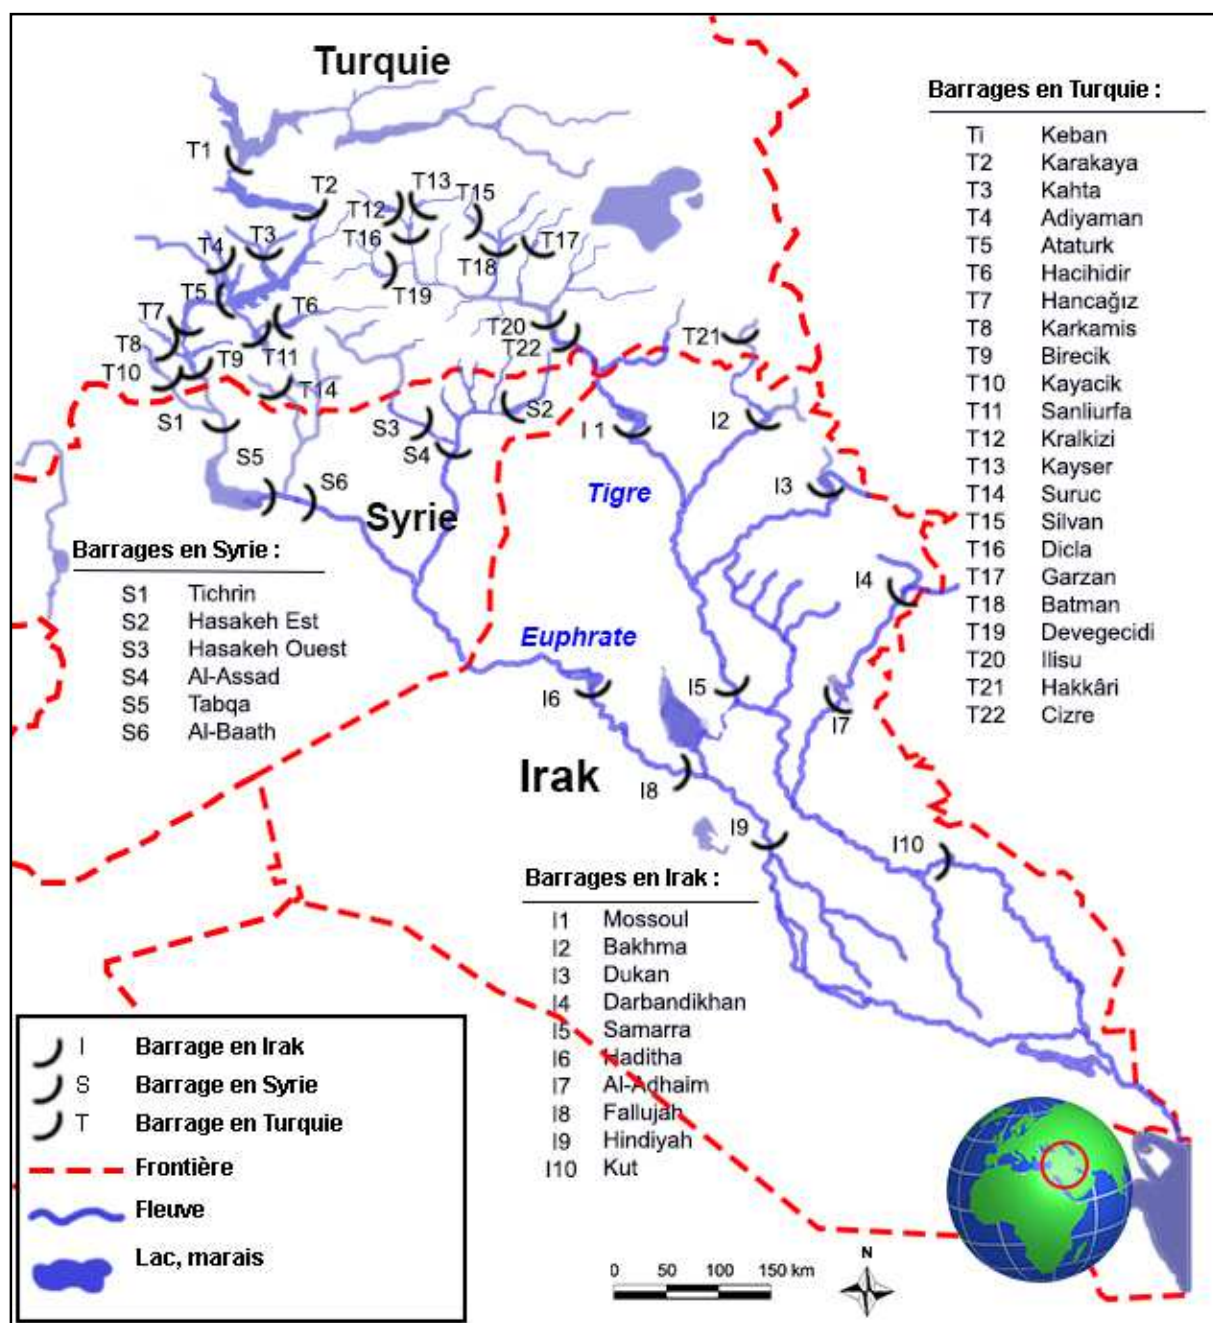 Turquie
Barrages en Turquie :
Ti Keban
T2 Karakaya
T3 Kahta
T4 Adiyaman
T5 Ataturk
T6 Hacihidir
T7 Hancağız
T8 Karkamis
T9 Birecik
T10 Kayacik
T11 Sanliurfa
T12 Kralkizi
T13 Kayser
T14 Suruc
T15 Silvan
T16 Dicla
T17 Garzan
T18 Batman
T19 Devegecidi
T20 Ilisu
T21 Hakkâri
T22 Cizre
T1
T2
T13
T15
T12
T16
T17
T4
T3
T18
T19
T5
T6
T7
T20
T8
T9
T11
T22
T21
T10
T14
S1
S3
S2
I 1
I2
S4
S5
S6
I3
Tigre
Syrie
Barrages en Syrie :
S1 Tichrin
S2 Hasakeh Est
S3 Hasakeh Ouest
S4 Al-Assad
S5 Tabqa
S6 Al-Baath
I4
Euphrate
I6
I5
I7
Irak
I8
I9
I10
Barrages en Irak :
I1 Mossoul
I2 Bakhma
I3 Dukan
I4 Darbandikhan
I5 Samarra
I6 Haditha
I7 Al-Adhaim
I8 Fallujah
I9 Hindiyah
I10 Kut
I Barrage en Irak
S Barrage en Syrie
T Barrage en Turquie
Frontière
Fleuve
Lac, marais
0 50 100 150 km
N